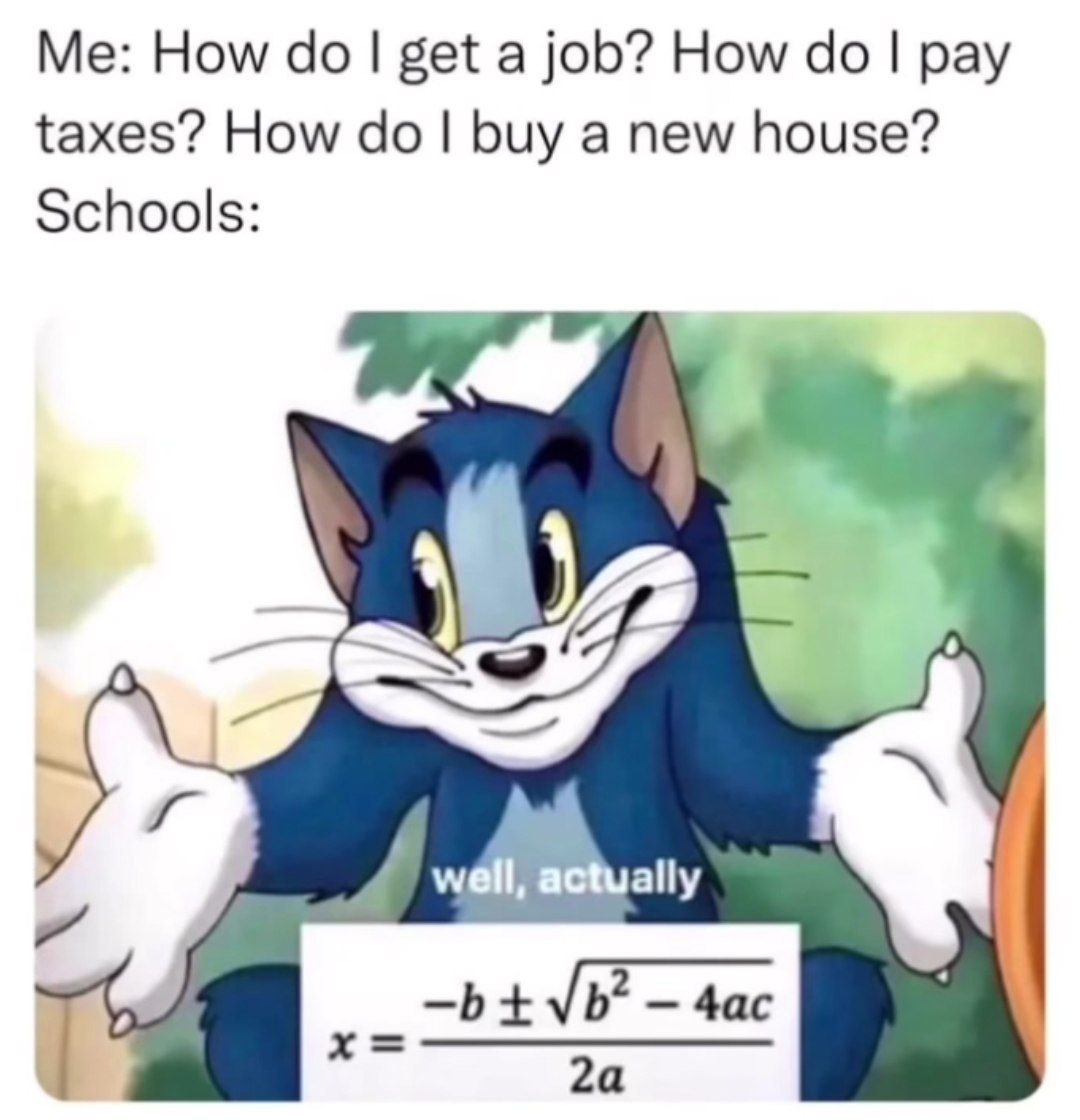 Me: How do I get a job? How do I pay
taxes? How do I buy a new house?
Schools:
well, actually
x = −b ± √b² − 4ac / 2a